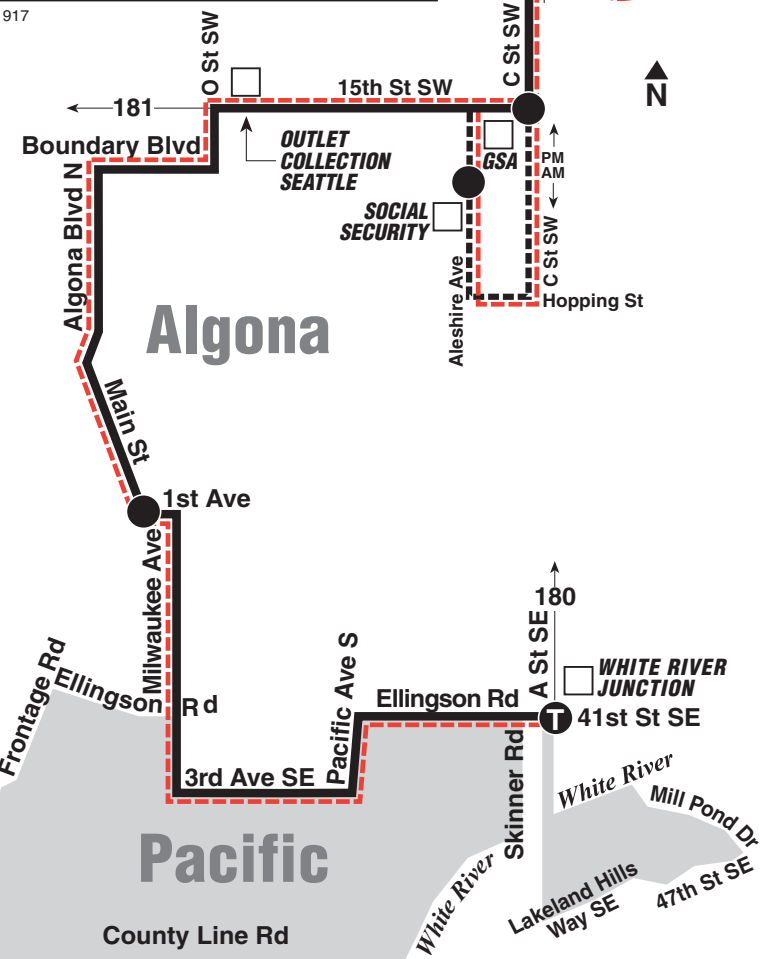 917
O St SW
C St SW
15th St SW
N
181
Boundary Blvd
OUTLET
COLLECTION
SEATTLE
GSA
PM
AM
SOCIAL
SECURITY
Algona Blvd N
C St SW
Aleshire Ave
Hopping St
Algona
Main St
1st Ave
Milwaukee Ave
180
A St SE
WHITE RIVER
JUNCTION
Frontage Rd
Ellingson Rd
Pacific Ave S
Ellingson Rd
T
41st St SE
3rd Ave SE
Skinner Rd
White River
Mill Pond Dr
Pacific
White River
Lakeland Hills
Way SE
47th St SE
County Line Rd